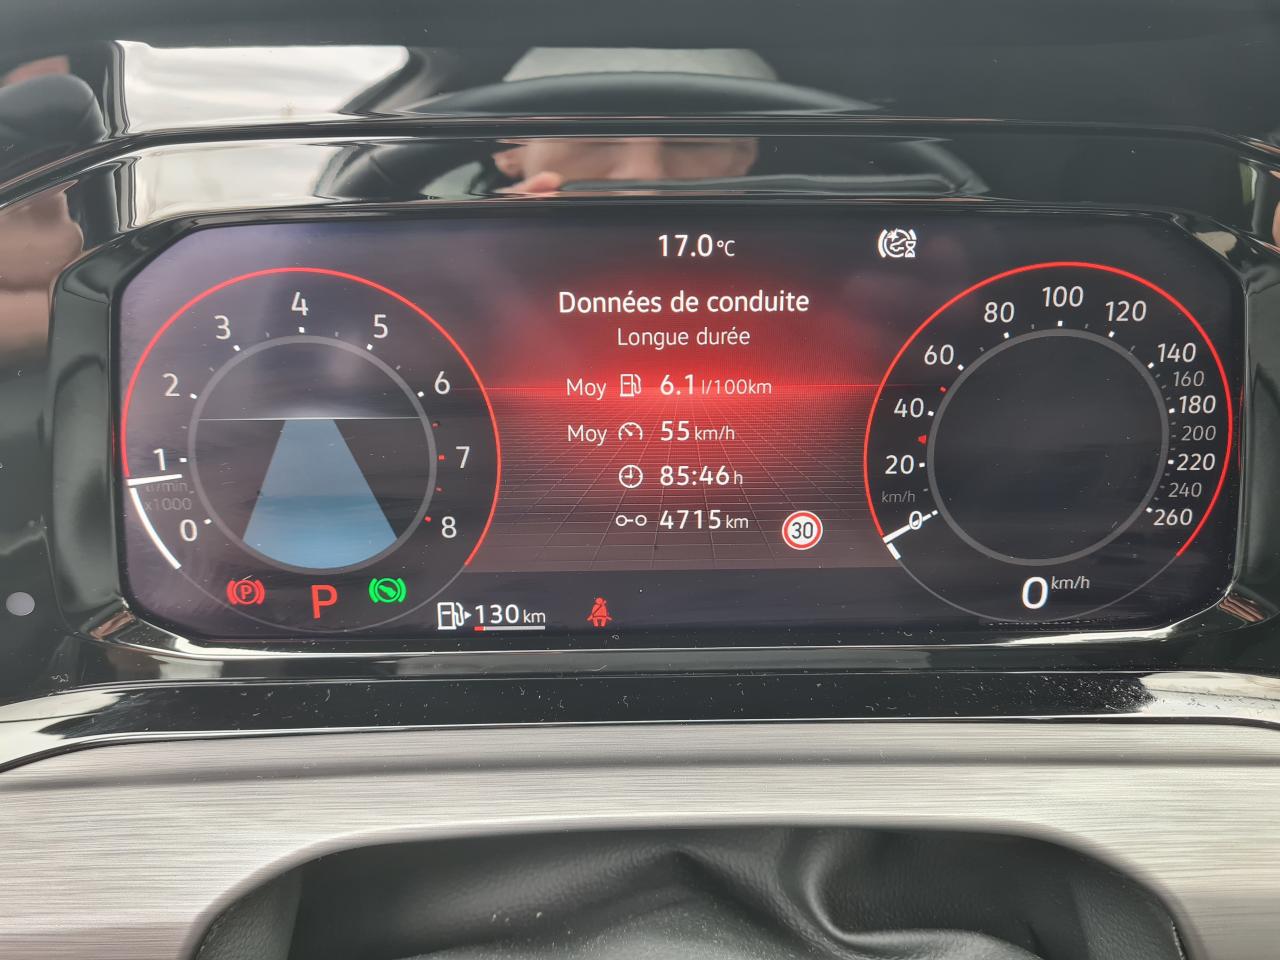 17.0°C
Données de conduite
Longue durée
Moy 6.1 l/100km
Moy 55 km/h
85:46 h
4715 km
30
0
1
2
3
4
5
6
7
8
x1000
P
P
130 km
0
20
40
60
80
100
120
140
160
180
200
220
240
260
km/h
0 km/h